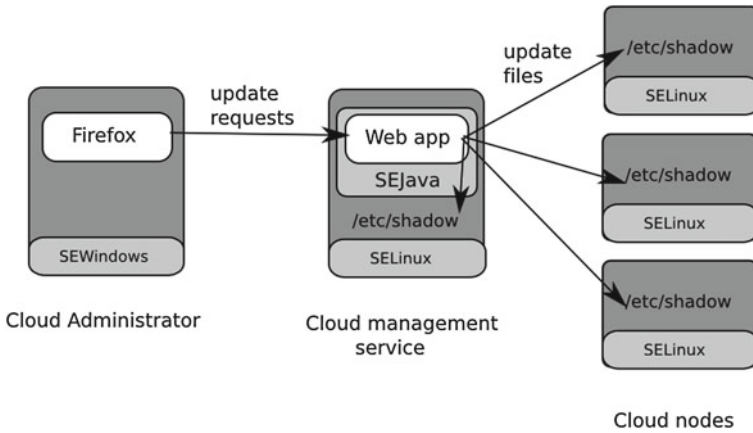 Firefox
SEWindows
Cloud Administrator
update
requests
Web app
SEJava
/etc/shadow
SELinux
Cloud management
service
update
files
/etc/shadow
SELinux
/etc/shadow
SELinux
/etc/shadow
SELinux
Cloud nodes